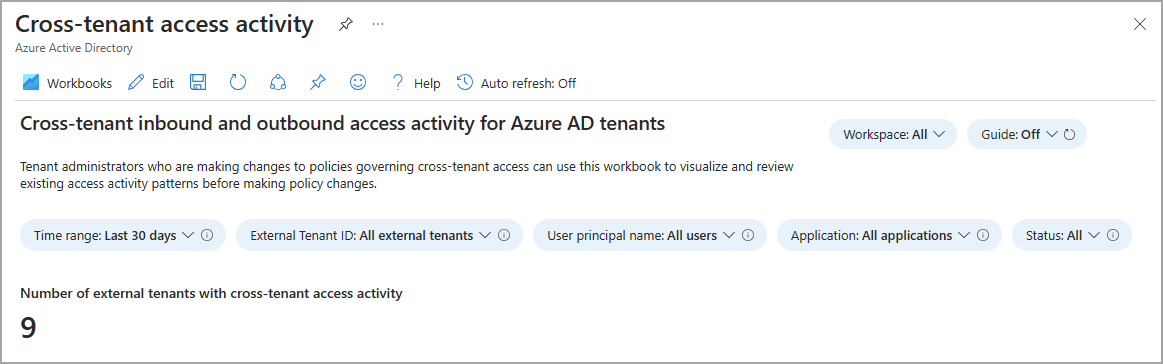 Cross-tenant access activity
Azure Active Directory
Workbooks Edit Help Auto refresh: Off
Cross-tenant inbound and outbound access activity for Azure AD tenants
Workspace: All Guide: Off
Tenant administrators who are making changes to policies governing cross-tenant access can use this workbook to visualize and review
existing access activity patterns before making policy changes.
Time range: Last 30 days External Tenant ID: All external tenants User principal name: All users Application: All applications Status: All
Number of external tenants with cross-tenant access activity
9